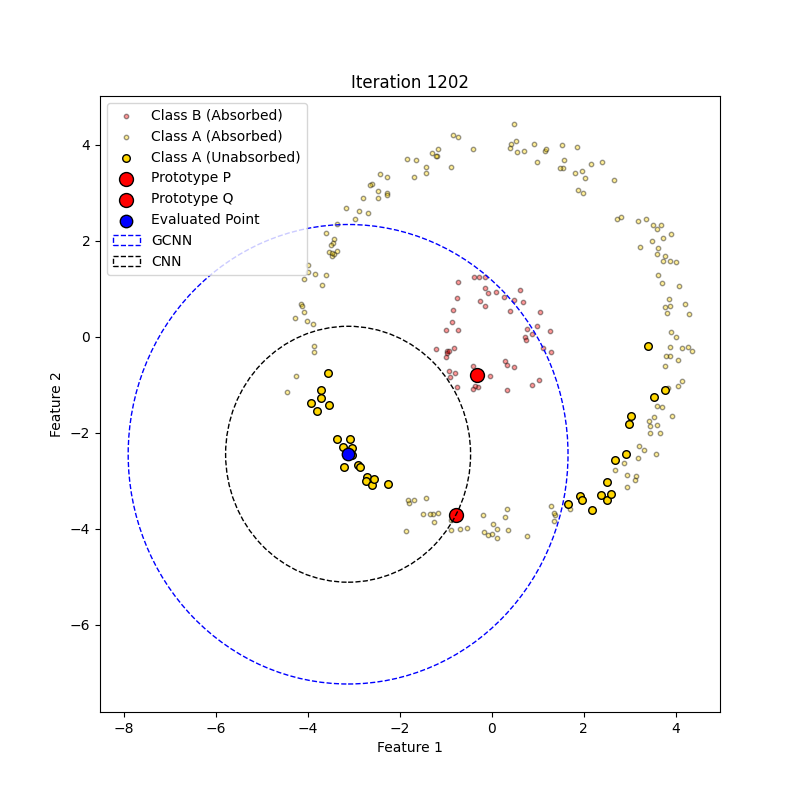 Iteration 1202
Class B (Absorbed)
Class A (Absorbed)
Class A (Unabsorbed)
Prototype P
Prototype Q
Evaluated Point
GCNN
CNN
4
2
0
−2
−4
−6
Feature 2
−8
−6
−4
−2
0
2
4
Feature 1